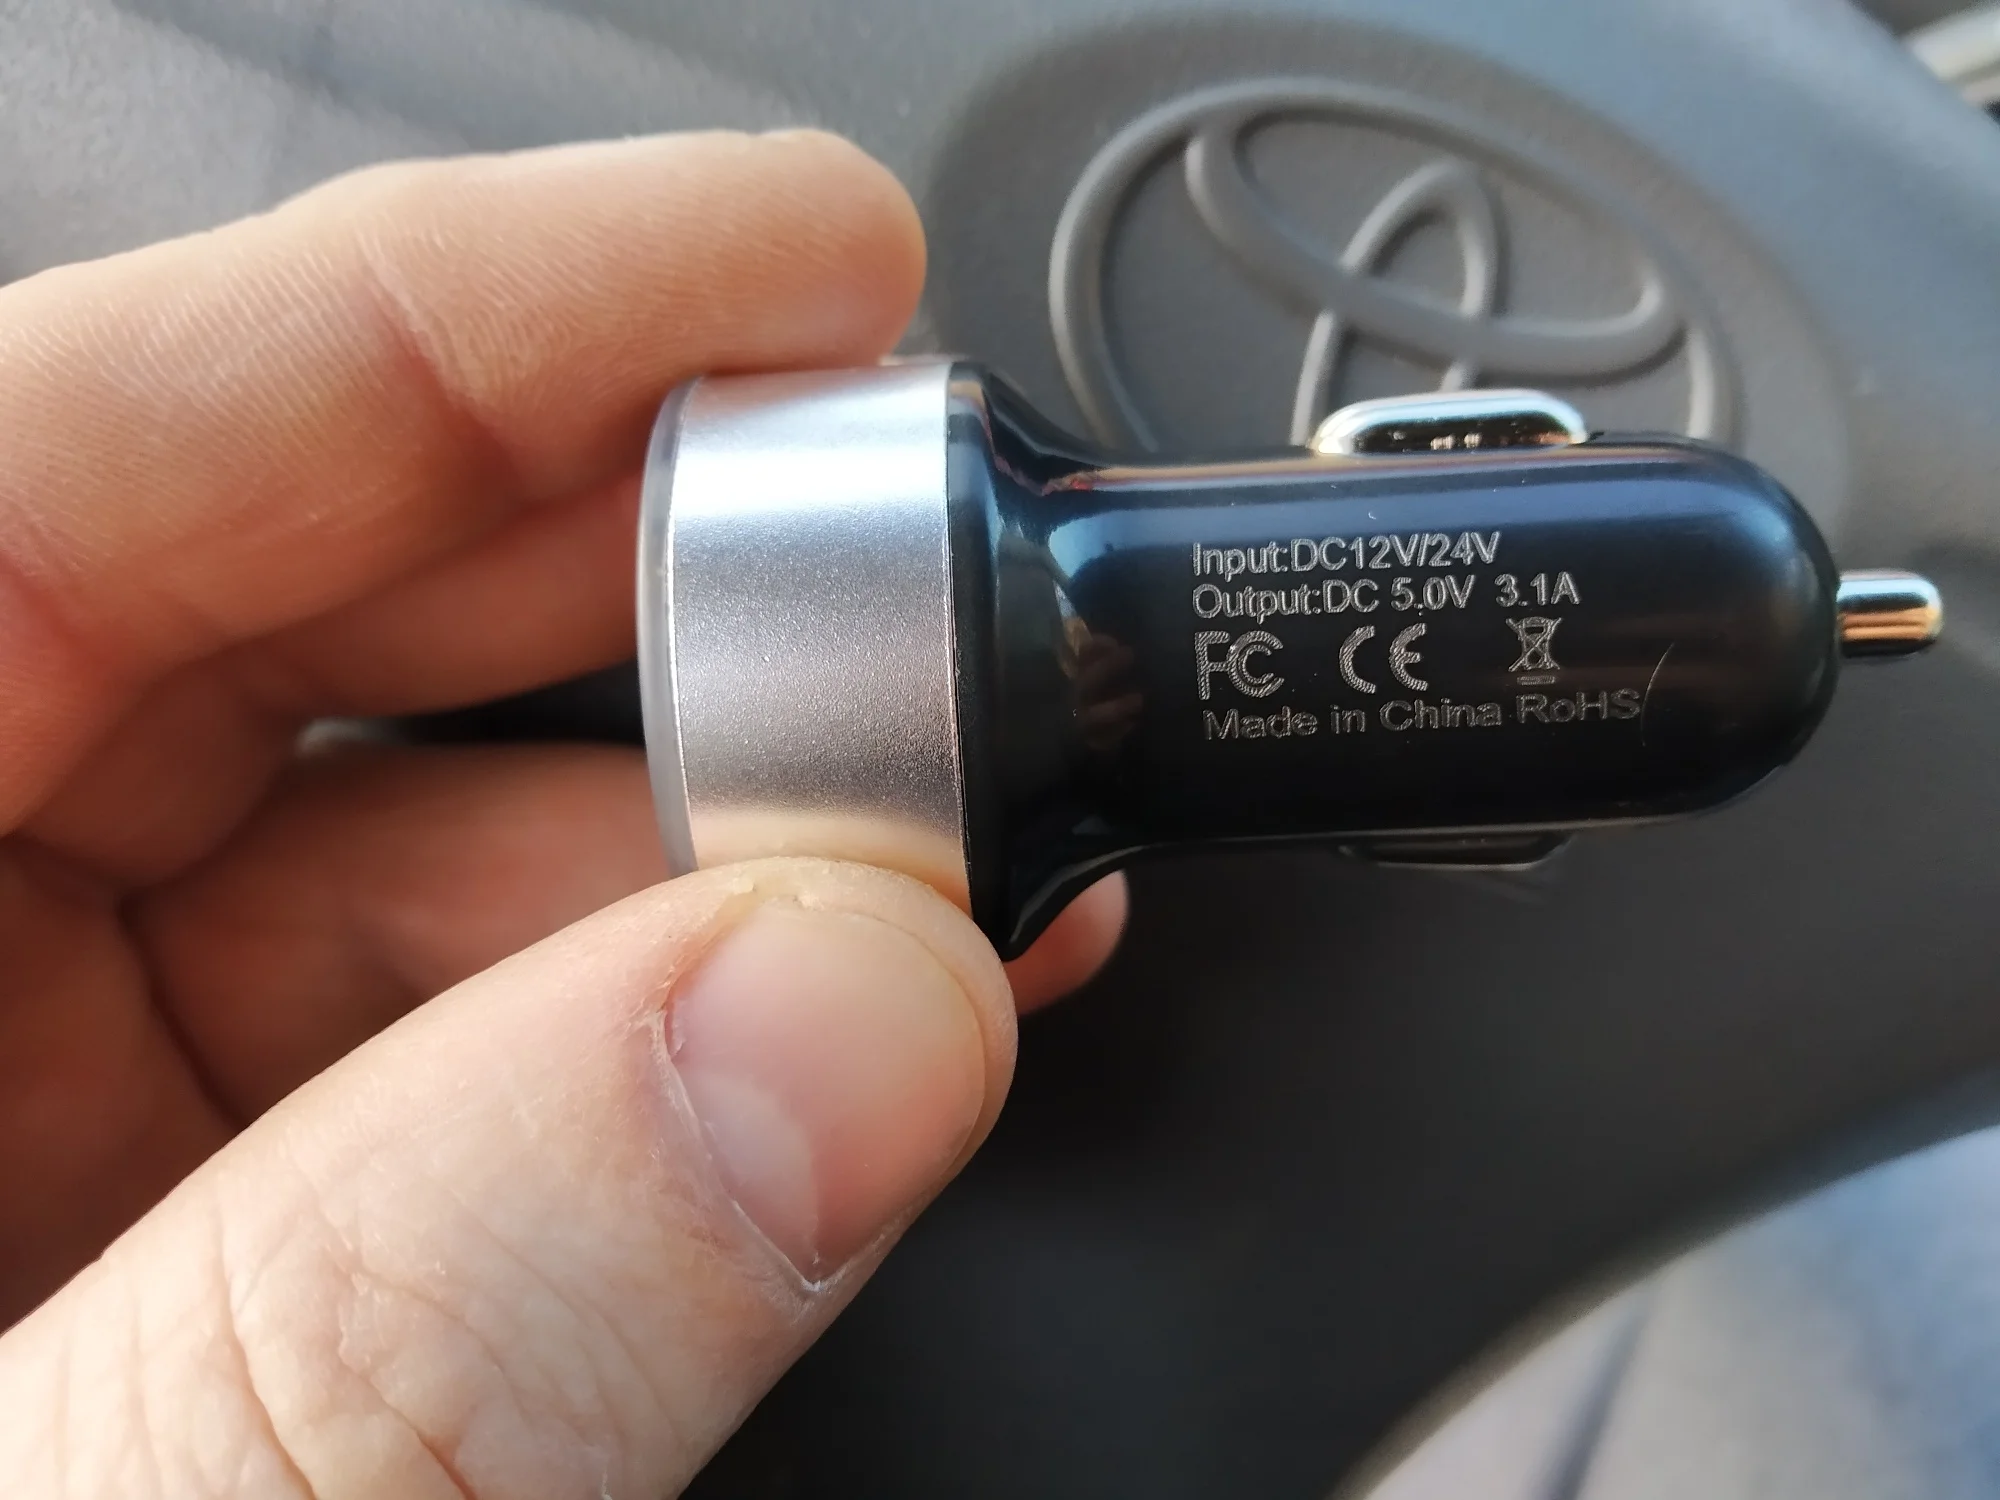 Input:DC12V/24V
Output:DC 5.0V 3.1A
FC CE
Made in China RoHS